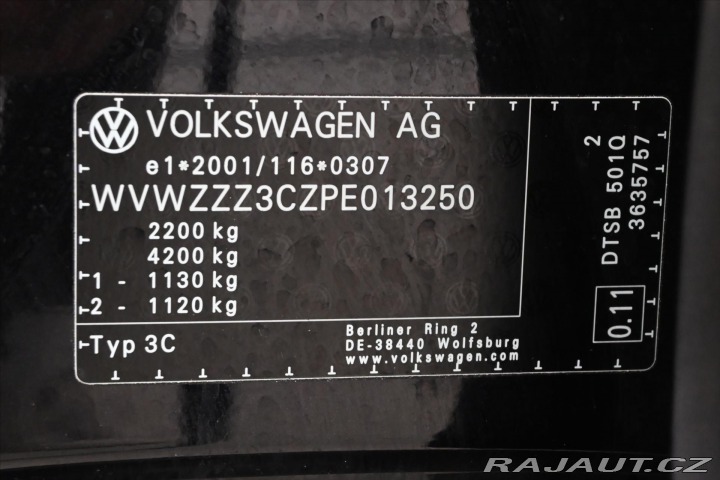 VOLKSWAGEN AG
e1*2001/116*0307
WVWZZZ3CZPE013250
2200 kg
4200 kg
1 - 1130 kg
2 - 1120 kg
Typ 3C
Berliner Ring 2
DE-38440 Wolfsburg
www.volkswagen.com
2
DTSB 501Q
3635757
0.11
RAJAUT.CZ